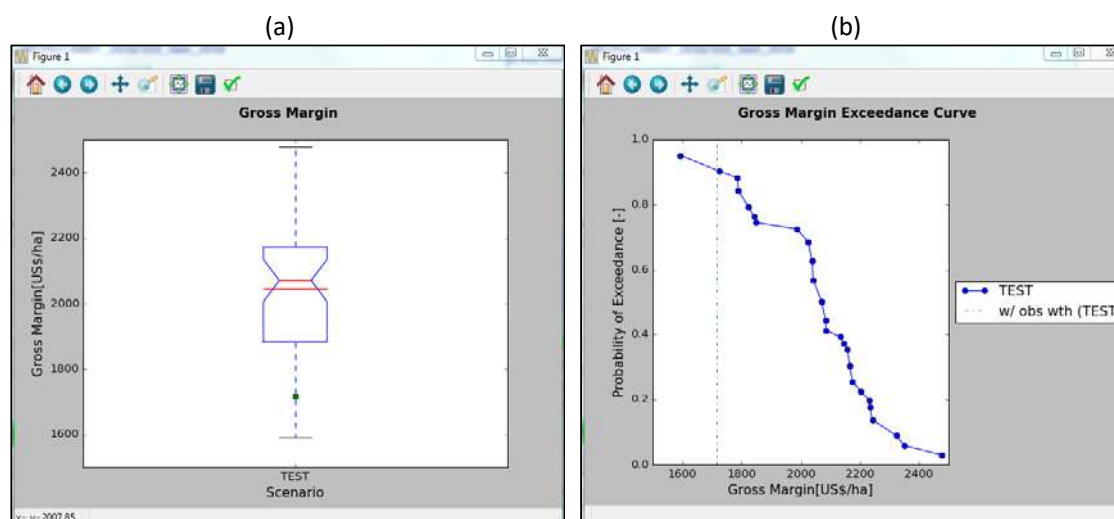 (a)
(b)
Figure 1
Gross Margin
2400
2200
2000
1800
1600
Gross Margin[US$/ha]
TEST
Scenario
2007.85
Figure 1
Gross Margin Exceedance Curve
1.0
0.8
0.6
0.4
0.2
0.0
Probability of Exceedance [-]
1600 1800 2000 2200 2400
Gross Margin[US$/ha]
TEST
w/ obs wth (TEST